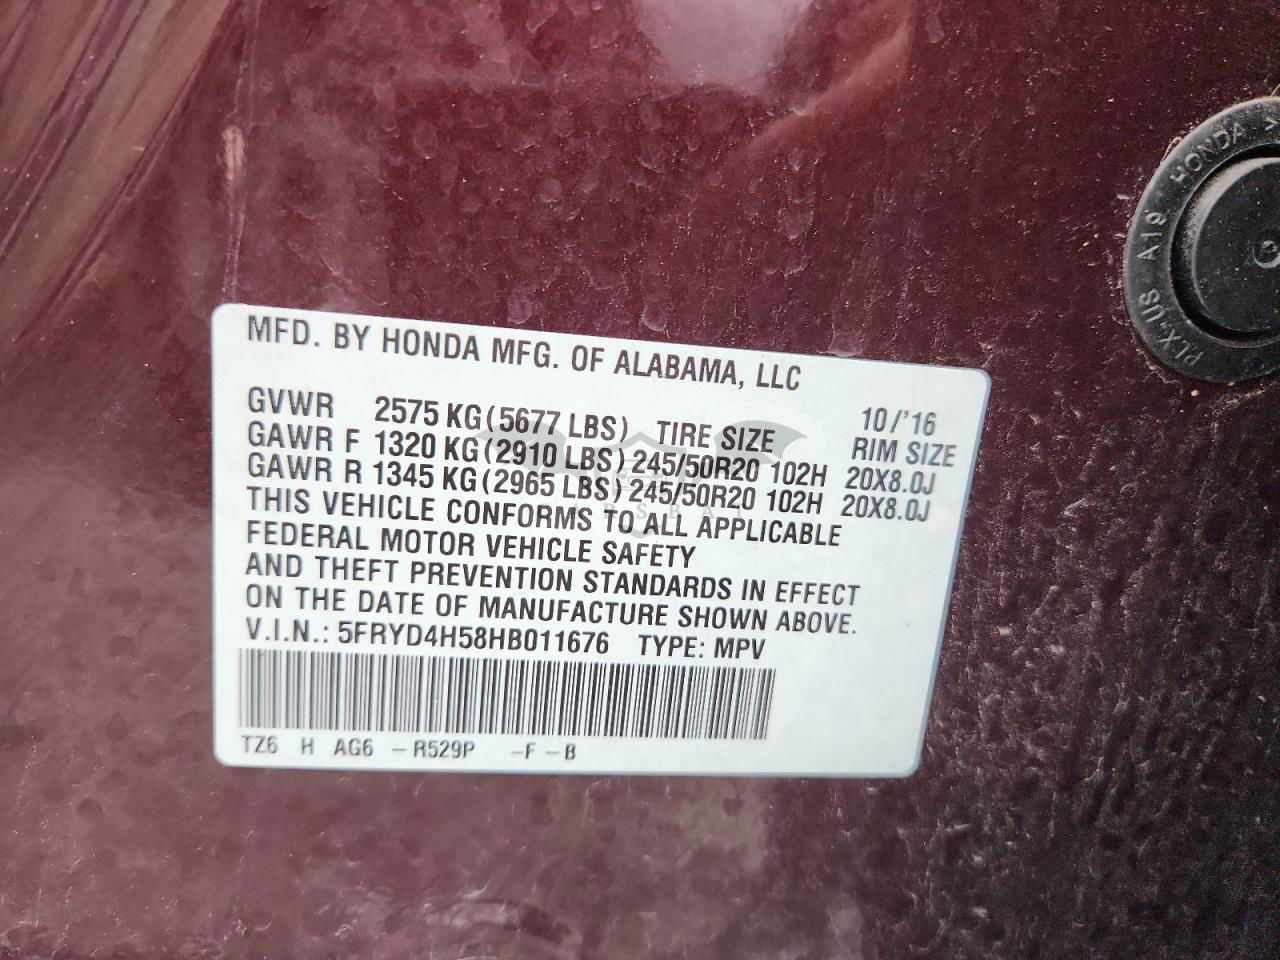 MFD. BY HONDA MFG. OF ALABAMA, LLC
10/'16
GVWR 2575 KG (5677 LBS) TIRE SIZE RIM SIZE
GAWR F 1320 KG (2910 LBS) 245/50R20 102H 20X8.0J
GAWR R 1345 KG (2965 LBS) 245/50R20 102H 20X8.0J
THIS VEHICLE CONFORMS TO ALL APPLICABLE
FEDERAL MOTOR VEHICLE SAFETY
AND THEFT PREVENTION STANDARDS IN EFFECT
ON THE DATE OF MANUFACTURE SHOWN ABOVE.
V.I.N.: 5FRYD4H58HB011676 TYPE: MPV
TZ6 H AG6 -R529P -F-B
PLX-US A19 HONDA >